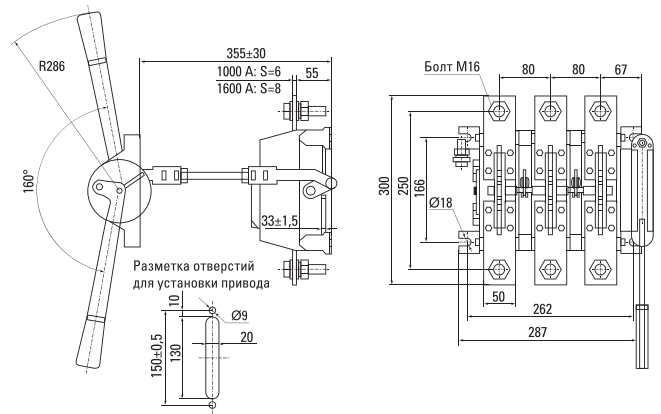 R286
355±30
1000 A: S=6
1600 A: S=8
55
160°
33±1,5
Разметка отверстий
для установки привода
10
Ø9
20
150±0,5
130
Болт М16
80
80
67
300
250
166
Ø18
50
262
287